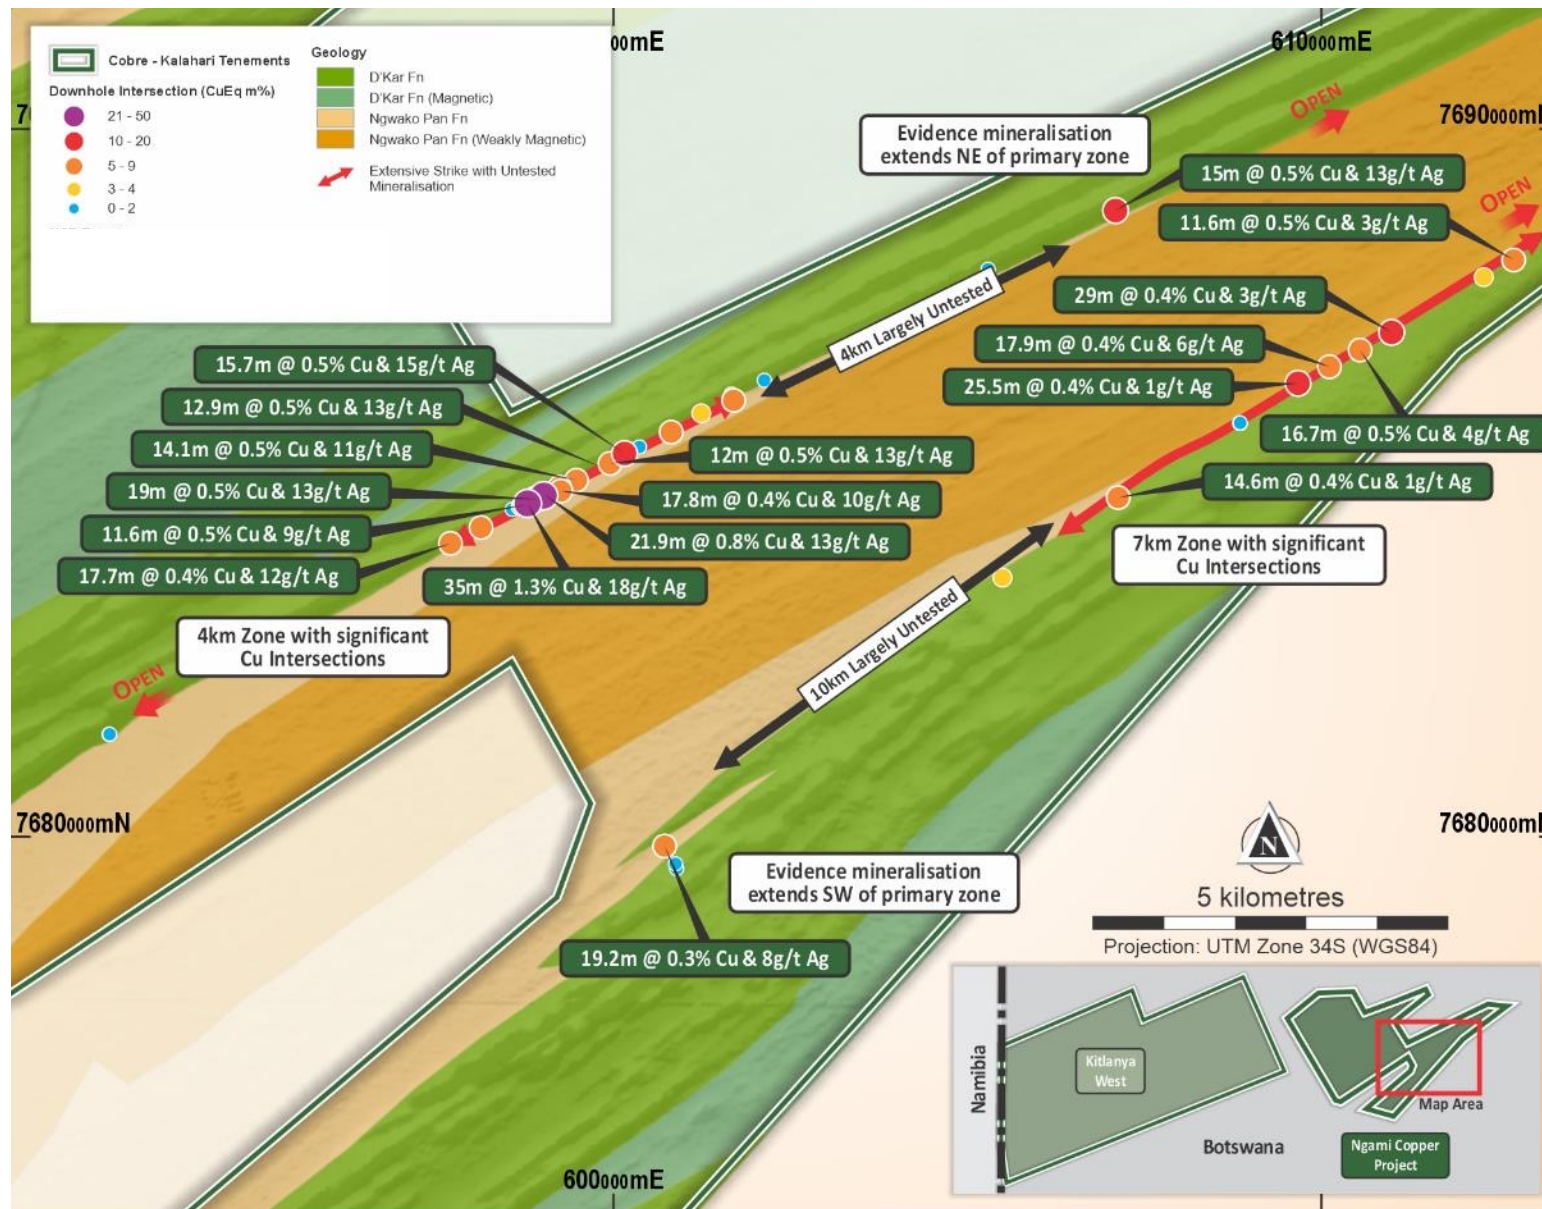 Cobre - Kalahari Tenements
Downhole Intersection (CuEq m%)
21 - 50
10 - 20
5 - 9
3 - 4
0 - 2
Geology
D'Kar Fn
D'Kar Fn (Magnetic)
Ngwako Pan Fn
Ngwako Pan Fn (Weakly Magnetic)
Extensive Strike with Untested
Mineralisation
00mE
610000mE
7690000m
OPEN
Evidence mineralisation
extends NE of primary zone
15m @ 0.5% Cu & 13g/t Ag
OPEN
11.6m @ 0.5% Cu & 3g/t Ag
29m @ 0.4% Cu & 3g/t Ag
4km Largely Untested
17.9m @ 0.4% Cu & 6g/t Ag
25.5m @ 0.4% Cu & 1g/t Ag
16.7m @ 0.5% Cu & 4g/t Ag
14.6m @ 0.4% Cu & 1g/t Ag
7km Zone with significant
Cu Intersections
15.7m @ 0.5% Cu & 15g/t Ag
12.9m @ 0.5% Cu & 13g/t Ag
14.1m @ 0.5% Cu & 11g/t Ag
19m @ 0.5% Cu & 13g/t Ag
11.6m @ 0.5% Cu & 9g/t Ag
17.7m @ 0.4% Cu & 12g/t Ag
12m @ 0.5% Cu & 13g/t Ag
17.8m @ 0.4% Cu & 10g/t Ag
21.9m @ 0.8% Cu & 13g/t Ag
35m @ 1.3% Cu & 18g/t Ag
4km Zone with significant
Cu Intersections
OPEN
10km Largely Untested
7680000mN
7680000m
Evidence mineralisation
extends SW of primary zone
19.2m @ 0.3% Cu & 8g/t Ag
N
5 kilometres
Projection: UTM Zone 34S (WGS84)
600000mE
Namibia
Kitlanya
West
Map Area
Botswana
Ngami Copper
Project